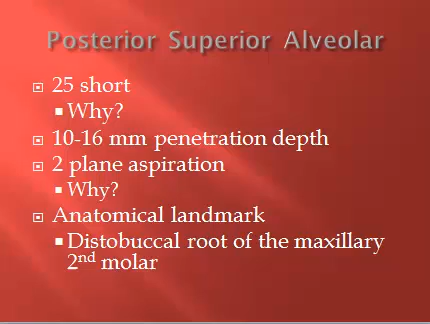 Posterior Superior Alveolar
25 short
Why?
10-16 mm penetration depth
2 plane aspiration
Why?
Anatomical landmark
Distobuccal root of the maxillary
2nd molar